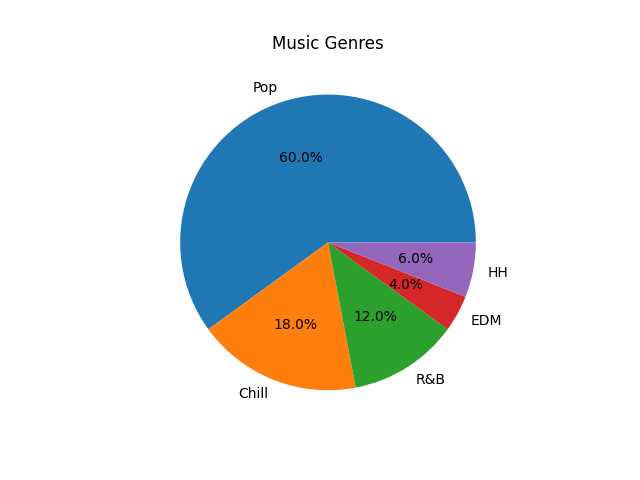 Music Genres
Pop
60.0%
6.0%
HH
4.0%
EDM
12.0%
18.0%
R&B
Chill